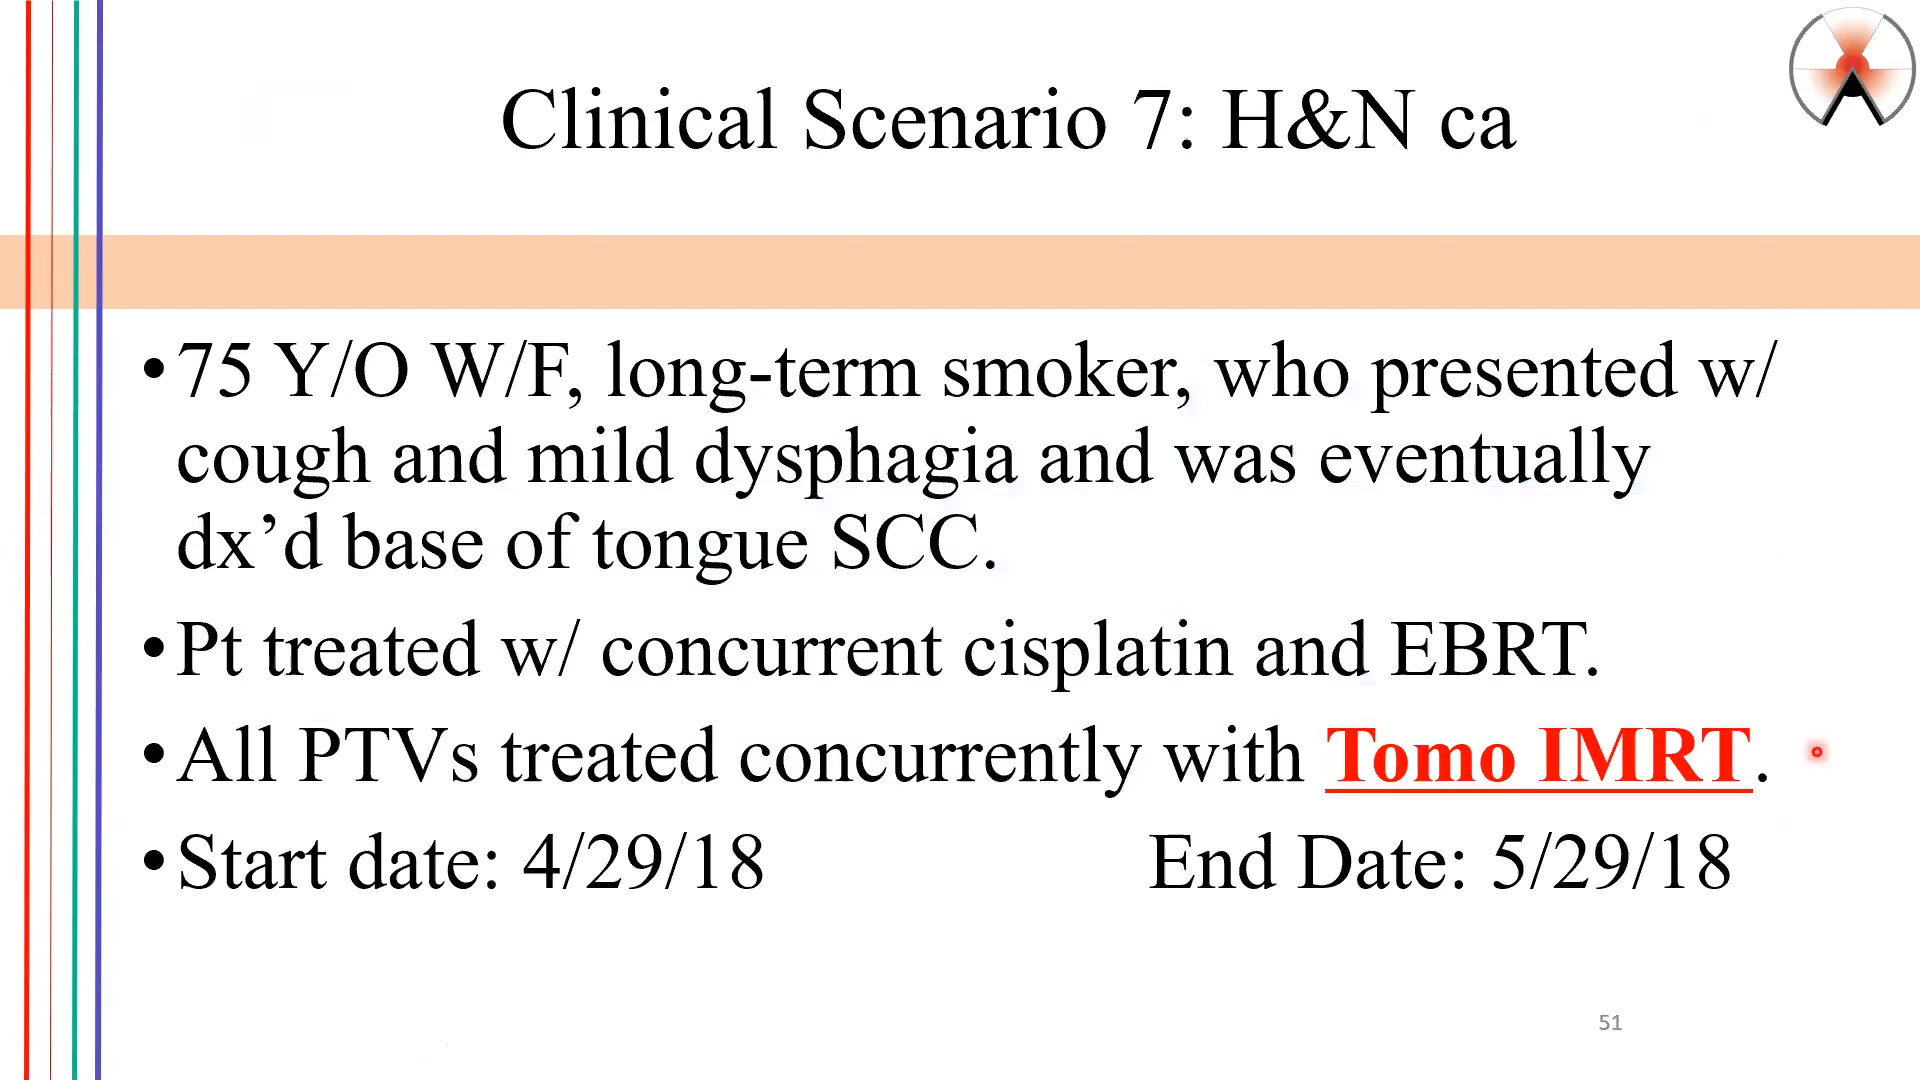 Clinical Scenario 7: H&N ca
•75 Y/O W/F, long-term smoker, who presented w/
cough and mild dysphagia and was eventually
dx’d base of tongue SCC.
•Pt treated w/ concurrent cisplatin and EBRT.
•All PTVs treated concurrently with Tomo IMRT.
•Start date: 4/29/18 End Date: 5/29/18
51